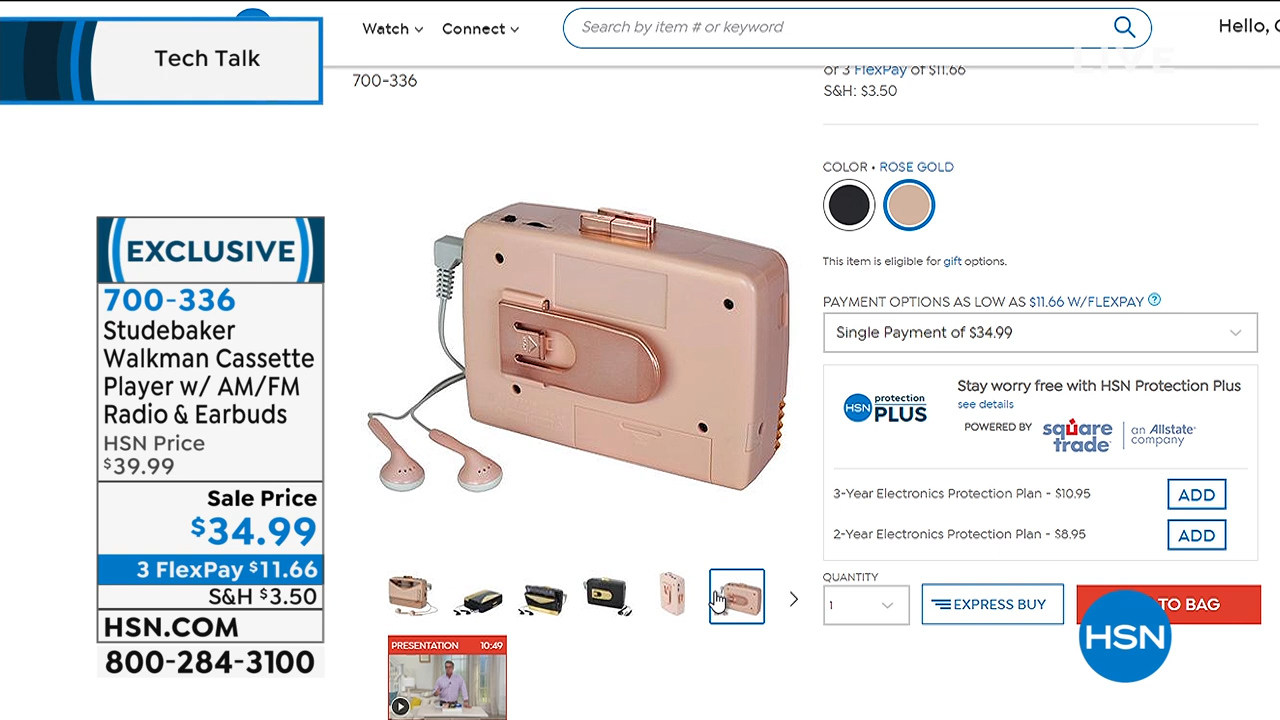 Tech Talk
Watch
Connect
Search by item # or keyword
Hello,
LIVE
700-336
or 3 FlexPay of $11.66
S&H: $3.50
COLOR • ROSE GOLD
This item is eligible for gift options.
PAYMENT OPTIONS AS LOW AS $11.66 W/FLEXPAY ?
Single Payment of $34.99
HSN protection PLUS
Stay worry free with HSN Protection Plus
see details
POWERED BY
square trade
an Allstate company
3-Year Electronics Protection Plan - $10.95
ADD
2-Year Electronics Protection Plan - $8.95
ADD
QUANTITY
1
EXPRESS BUY
TO BAG
HSN
PRESENTATION 10:49
EXCLUSIVE
700-336
Studebaker
Walkman Cassette
Player w/ AM/FM
Radio & Earbuds
HSN Price
$39.99
Sale Price
$34.99
3 FlexPay $11.66
S&H $3.50
HSN.COM
800-284-3100